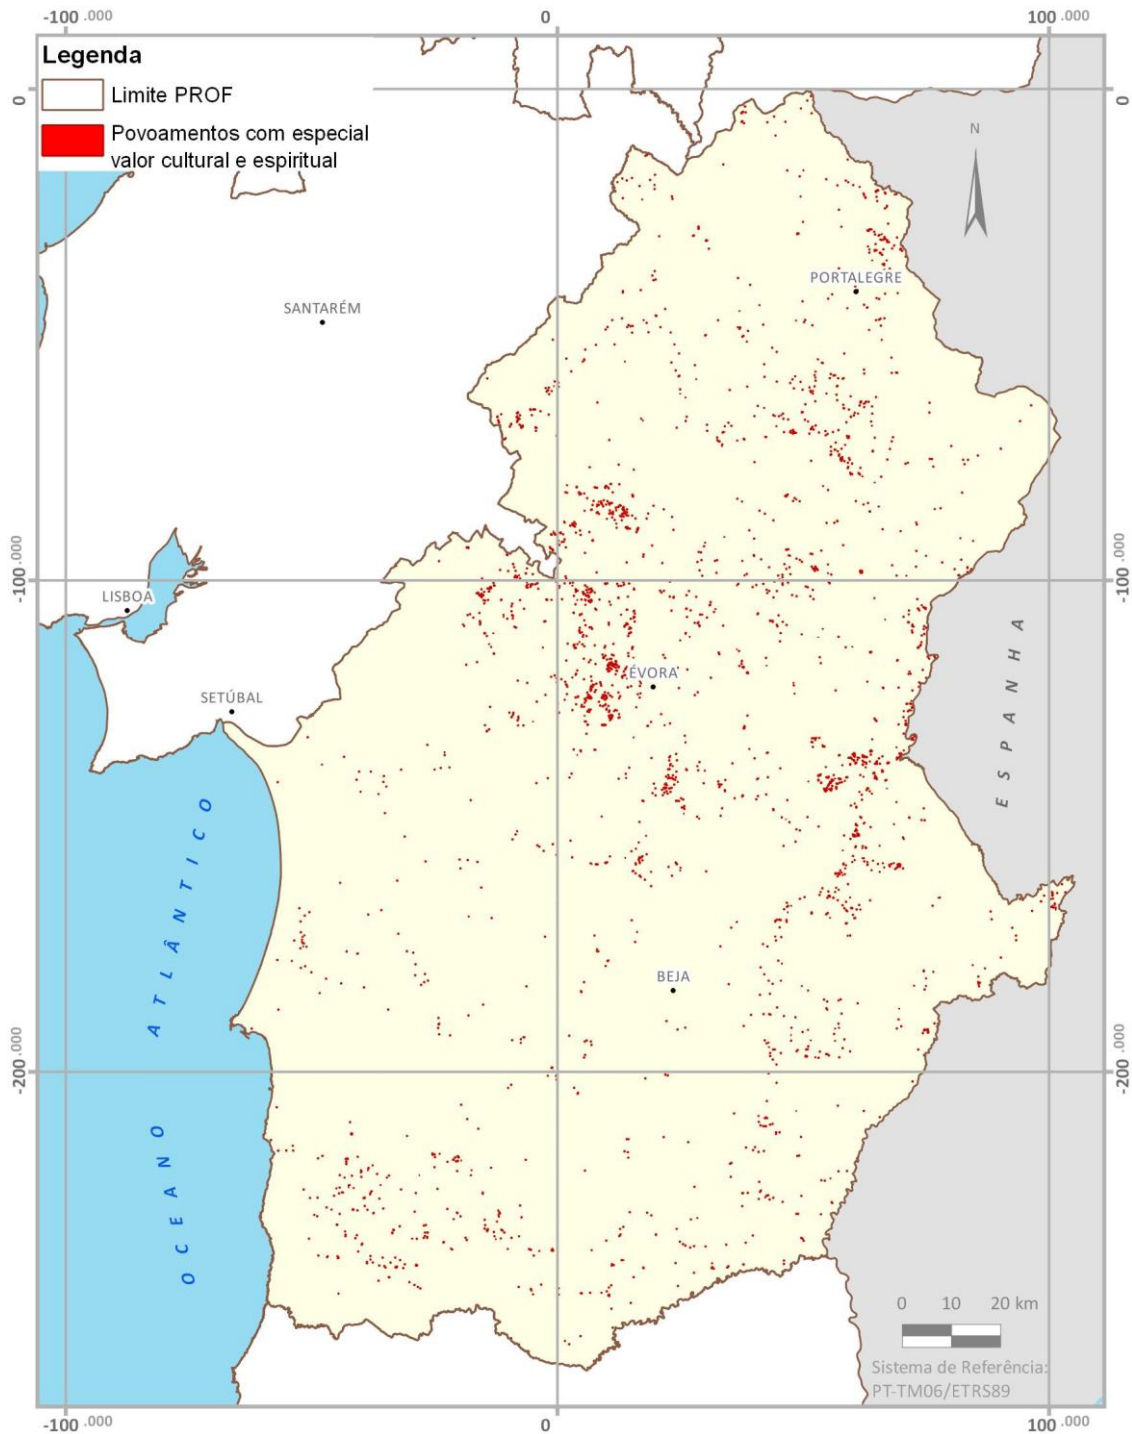 -100 .000
0
100 .000
Legenda
Limite PROF
Povoamentos com especial
valor cultural e espiritual
0
0
N
PORTALEGRE
SANTARÉM
-100 .000
-100 .000
LISBOA
ÉVORA
SETÚBAL
ESPANHA
OCEANO ATLÂNTICO
BEJA
-200 .000
-200 .000
0 10 20 km
Sistema de Referência:
PT-TM06/ETRS89
-100 .000
0
100 .000